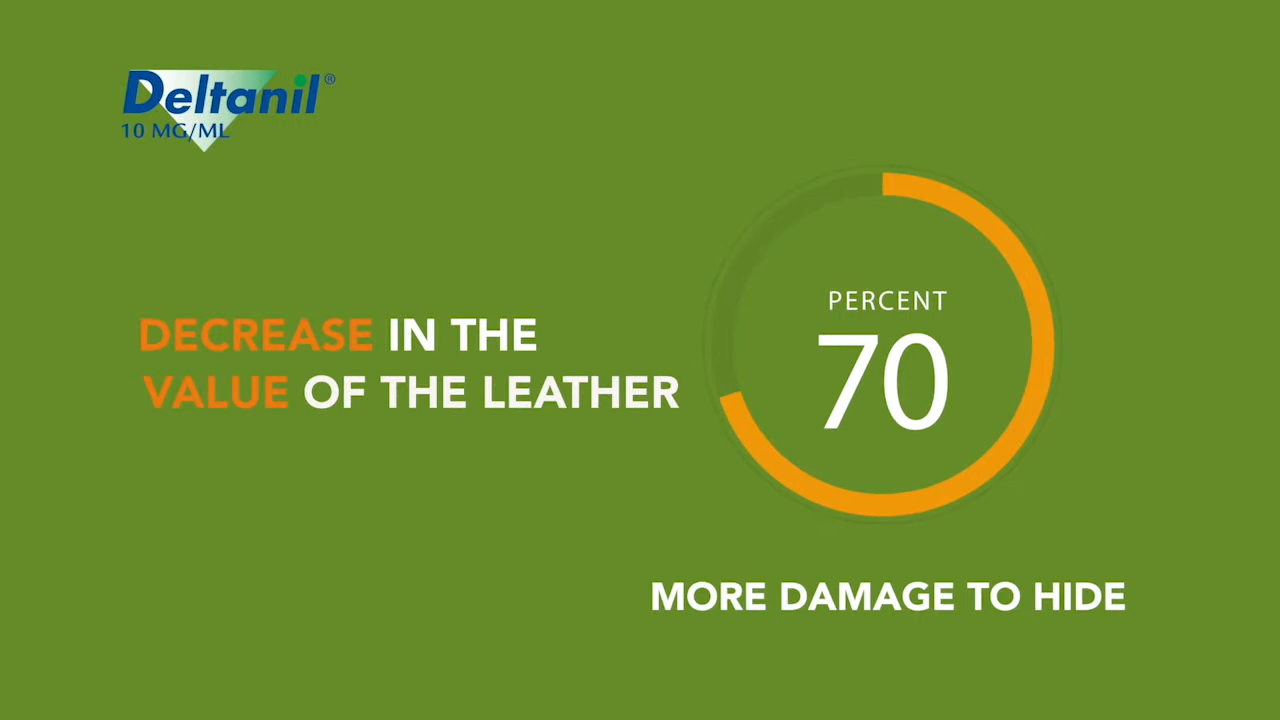 Deltanil®
10 MG/ML
DECREASE IN THE
VALUE OF THE LEATHER
PERCENT
70
MORE DAMAGE TO HIDE